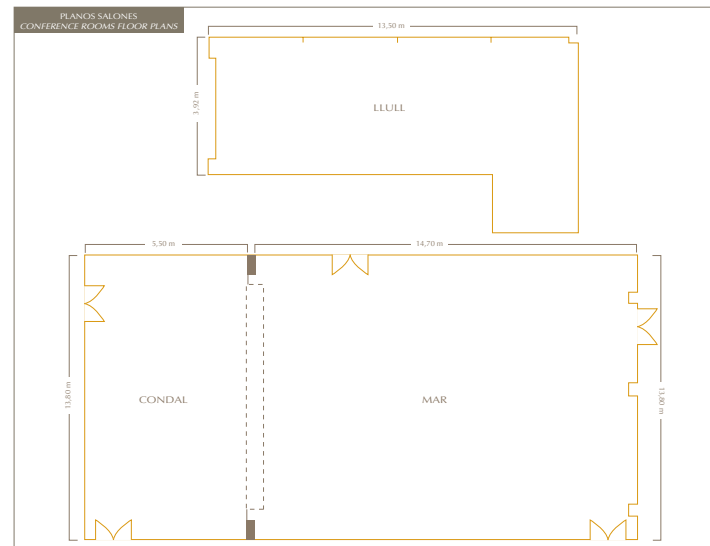 PLANOS SALONES
CONFERENCE ROOMS FLOOR PLANS
13,50 m
3,92 m
LLULL
5,50 m
14,70 m
13,80 m
CONDAL
MAR
13,80 m